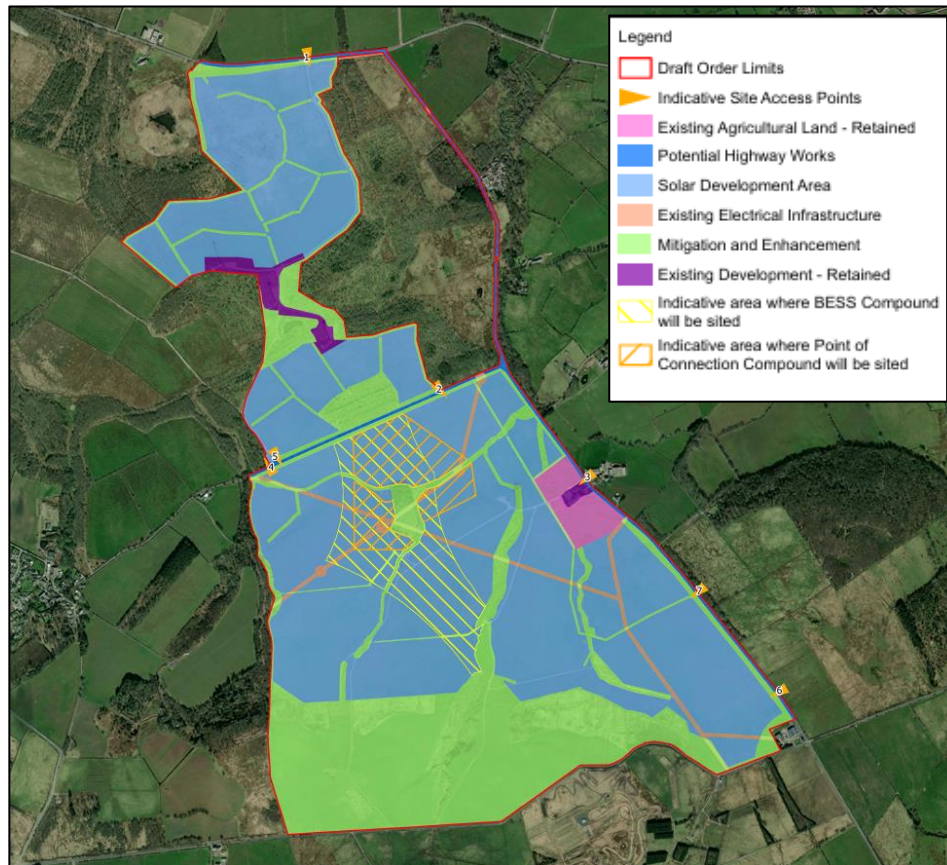 Legend
Draft Order Limits
Indicative Site Access Points
Existing Agricultural Land - Retained
Potential Highway Works
Solar Development Area
Existing Electrical Infrastructure
Mitigation and Enhancement
Existing Development - Retained
Indicative area where BESS Compound
will be sited
Indicative area where Point of
Connection Compound will be sited
1
2
5
4
3
7
6